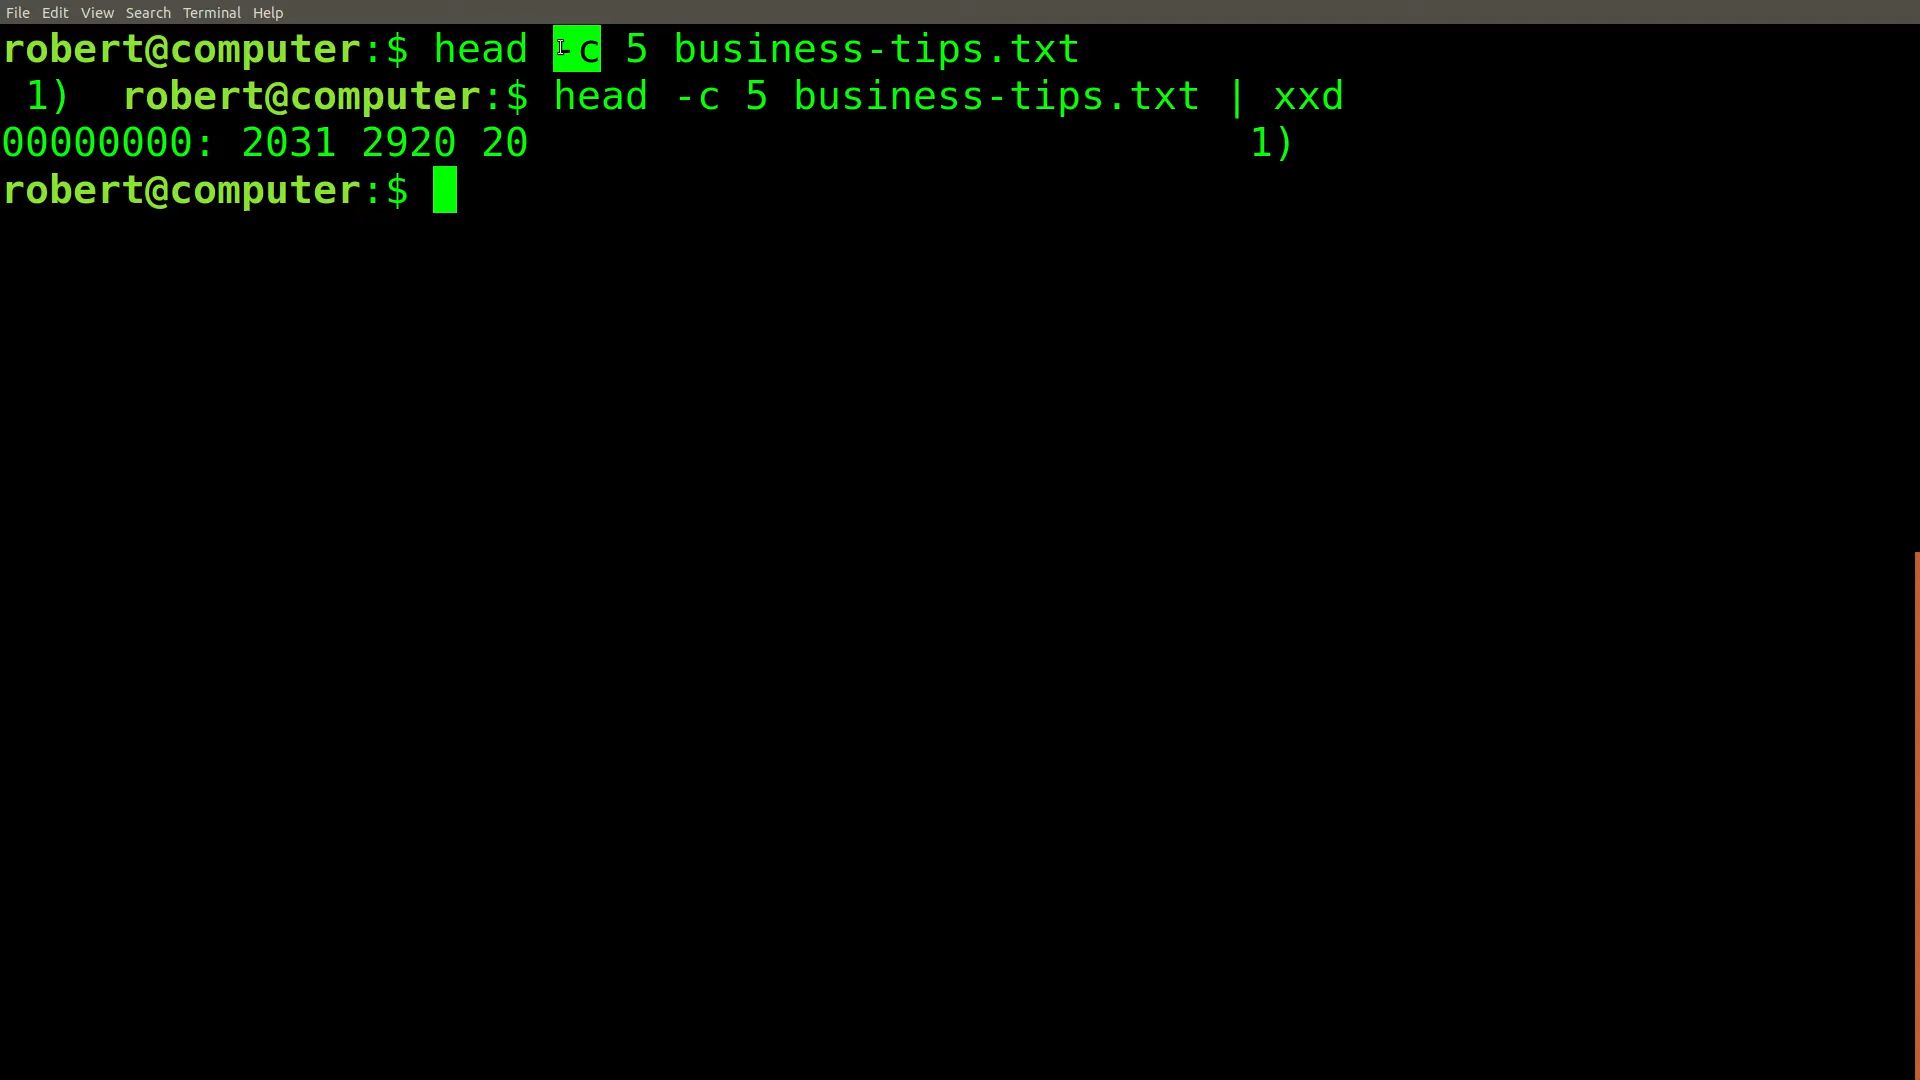 File Edit View Search Terminal Help
robert@computer:$ head -c 5 business-tips.txt
 1)  robert@computer:$ head -c 5 business-tips.txt | xxd
00000000: 2031 2920 20                               1)
robert@computer:$